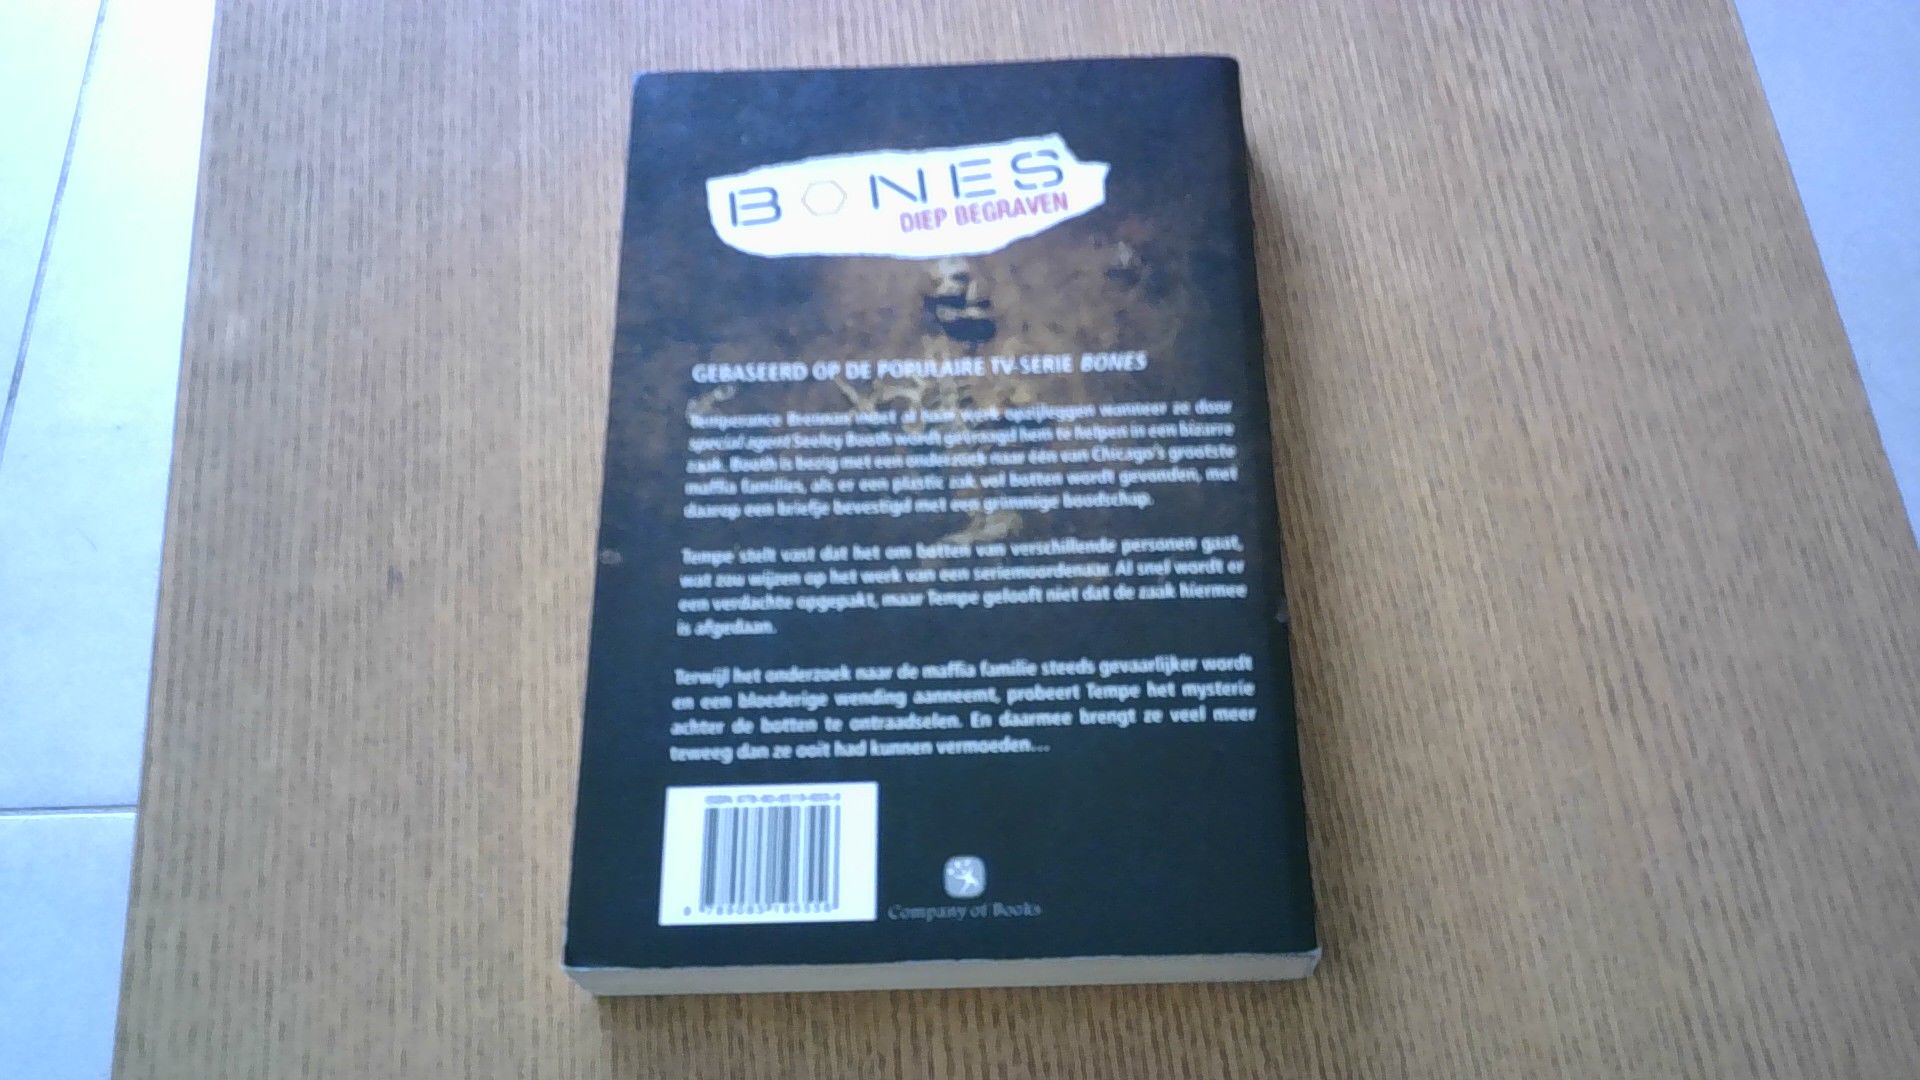 BONES
DIEP BEGRAVEN
GEBASEERD OP DE POPULAIRE TV-SERIE BONES
Temperance Brennan moet al haar werk opzijleggen wanneer ze door
special agent Seeley Booth wordt gevraagd hem te helpen in een bizarre
zaak. Booth is bezig met een onderzoek naar één van Chicago's grootste
maffia families, als er een plastic zak vol botten wordt gevonden, met
daarop een briefje bevestigd met een grimmige boodschap.
Tempe stelt vast dat het om botten van verschillende personen gaat,
wat zou wijzen op het werk van een seriemoordenaar. Al snel wordt er
een verdachte opgepakt, maar Tempe gelooft niet dat de zaak hiermee
is afgedaan.
Terwijl het onderzoek naar de maffia familie steeds gevaarlijker wordt
en een bloederige wending aanneemt, probeert Tempe het mysterie
achter de botten te ontraadselen. En daarmee brengt ze veel meer
teweeg dan ze ooit had kunnen vermoeden...
Company of Books